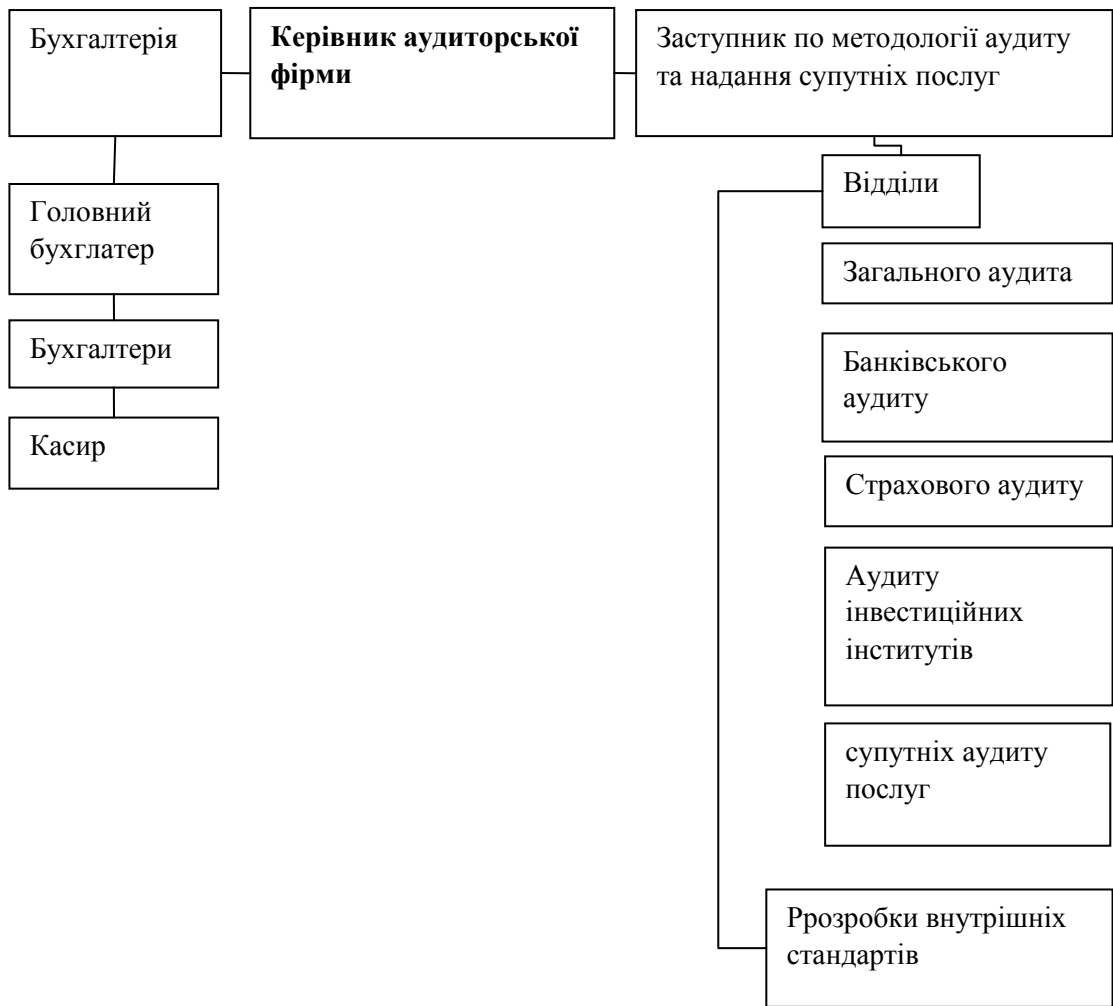 Бухгалтерія
Керівник аудиторської
фірми
Заступник по методології аудиту
та надання супутніх послуг
Головний
бухглатер
Бухгалтери
Касир
Відділи
Загального аудита
Банківського
аудиту
Страхового аудиту
Аудиту
інвестиційних
інститутів
супутніх аудиту
послуг
Ррозробки внутрішніх
стандартів